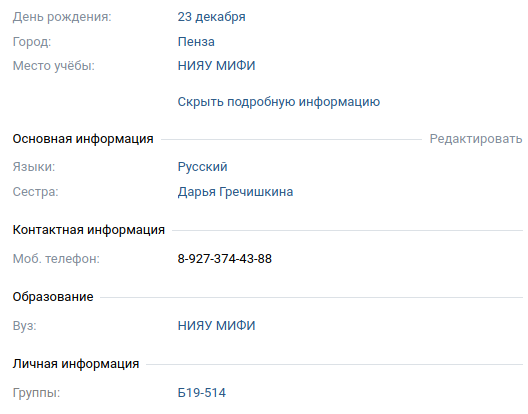 День рождения: 23 декабря
Город: Пенза
Место учёбы: НИЯУ МИФИ
Скрыть подробную информацию
Основная информация Редактировать
Языки: Русский
Сестра: Дарья Гречишкина
Контактная информация
Моб. телефон: 8-927-374-43-88
Образование
Вуз: НИЯУ МИФИ
Личная информация
Группы: Б19-514